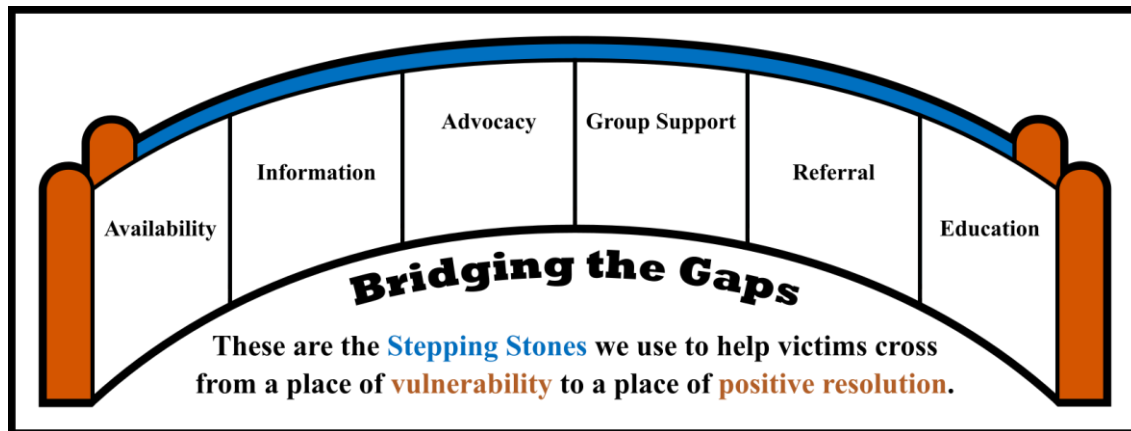 Availability
Information
Advocacy
Group Support
Referral
Education
Bridging the Gaps
These are the Stepping Stones we use to help victims cross
from a place of vulnerability to a place of positive resolution.